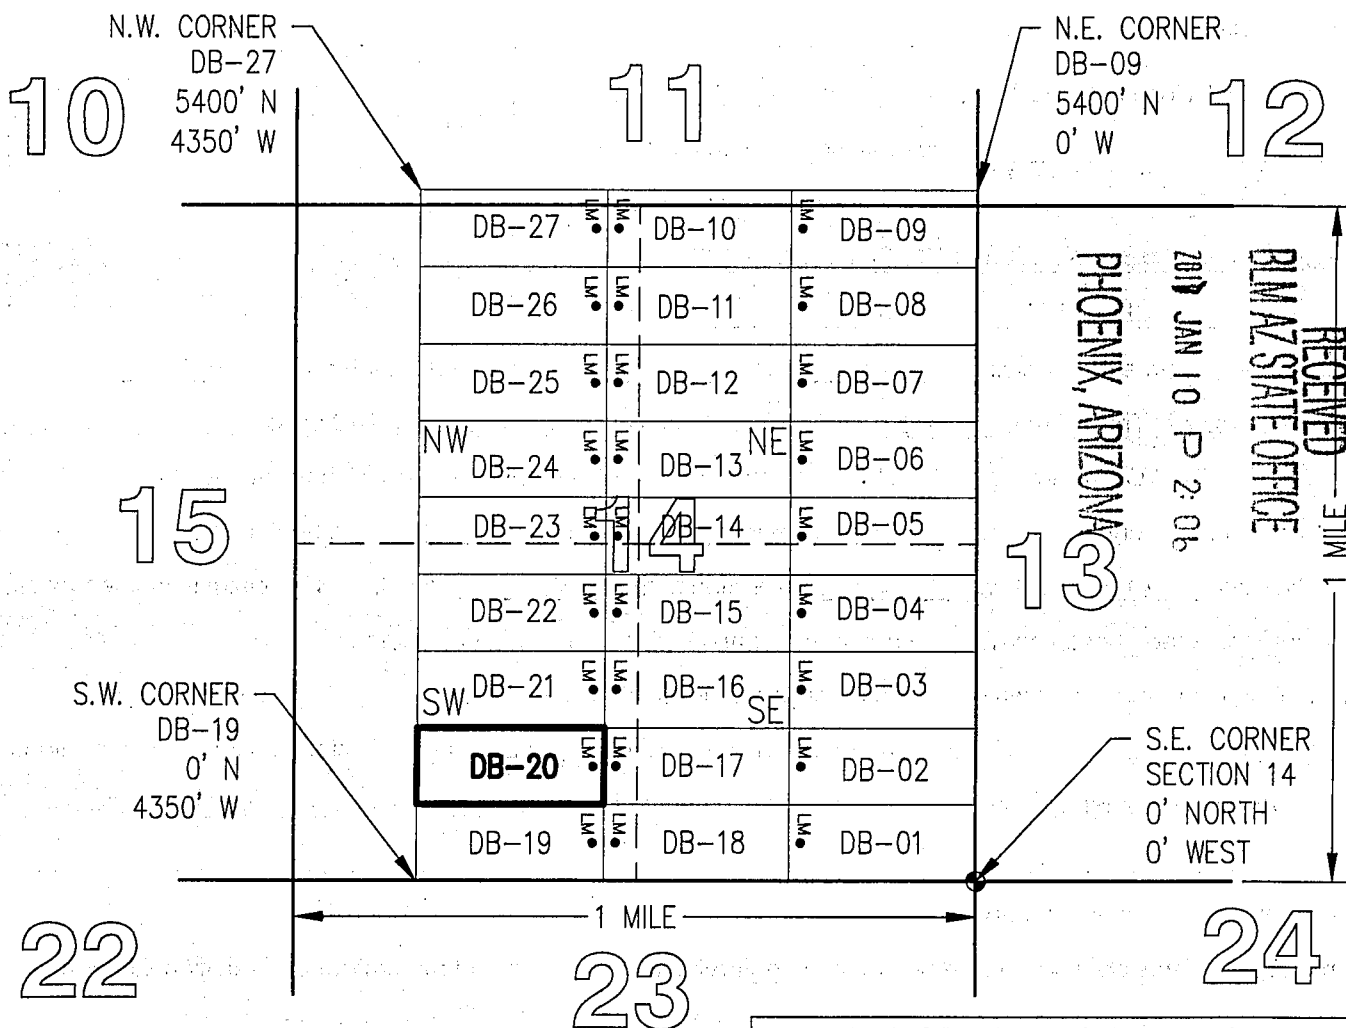 N.W. CORNER
DB-27
5400' N
4350' W
N.E. CORNER
DB-09
5400' N
0' W
10
11
12
DB-27 LM LM DB-10 LM DB-09
DB-26 LM LM DB-11 LM DB-08
DB-25 LM LM DB-12 LM DB-07
NW DB-24 LM LM DB-13 NE LM DB-06
DB-23 LM LM DB-14 LM DB-05
15
14
13
DB-22 LM LM DB-15 LM DB-04
SW DB-21 LM LM DB-16 SE LM DB-03
DB-20 LM LM DB-17 LM DB-02
DB-19 LM LM DB-18 LM DB-01
RECEIVED
BLM AZ STATE OFFICE
JAN 10 P 2:06
PHOENIX, ARIZONA
1 MILE
S.W. CORNER
DB-19
0' N
4350' W
S.E. CORNER
SECTION 14
0' NORTH
0' WEST
1 MILE
22
23
24